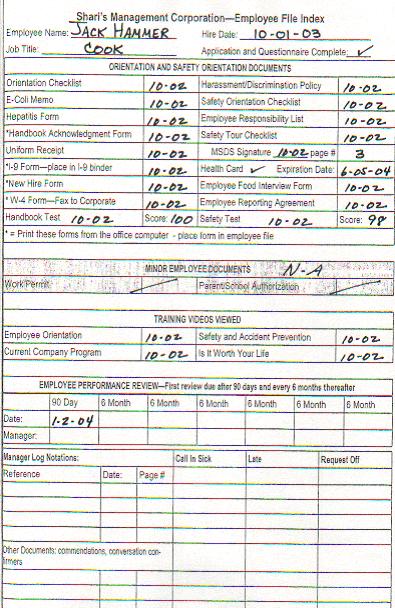 Shari's Management Corporation—Employee File Index
Employee Name: JACK HAMMER Hire Date: 10-01-03
Job Title: COOK Application and Questionnaire Complete: ✓
ORIENTATION AND SAFETY ORIENTATION DOCUMENTS
Orientation Checklist 10-02 Harassment/Discrimination Policy 10-02
E-Coli Memo 10-02 Safety Orientation Checklist 10-02
Hepatitis Form 10-02 Employee Responsibility List 10-02
*Handbook Acknowledgment Form 10-02 Safety Tour Checklist 10-02
Uniform Receipt 10-02 MSDS Signature 10-02 page # 3
*I-9 Form—place in I-9 binder 10-02 Health Card ✓ Expiration Date: 6-05-04
*New Hire Form 10-02 Employee Food Interview Form 10-02
* W-4 Form—Fax to Corporate 10-02 Employee Reporting Agreement 10-02
Handbook Test 10-02 Score: 100 Safety Test 10-02 Score: 98
* = Print these forms from the office computer - place form in employee file
MINOR EMPLOYEE DOCUMENTS N-A
Work Permit Parent/School Authorization
TRAINING VIDEOS VIEWED
Employee Orientation 10-02 Safety and Accident Prevention 10-02
Current Company Program 10-02 Is It Worth Your Life 10-02
EMPLOYEE PERFORMANCE REVIEW—First review due after 90 days and every 6 months thereafter
90 Day 6 Month 6 Month 6 Month 6 Month 6 Month
Date: 1-2-04
Manager:
Manager Log Notations: Call In Sick Late Request Off
Reference Date: Page #
Other Documents: commendations, conversation con-
firmers